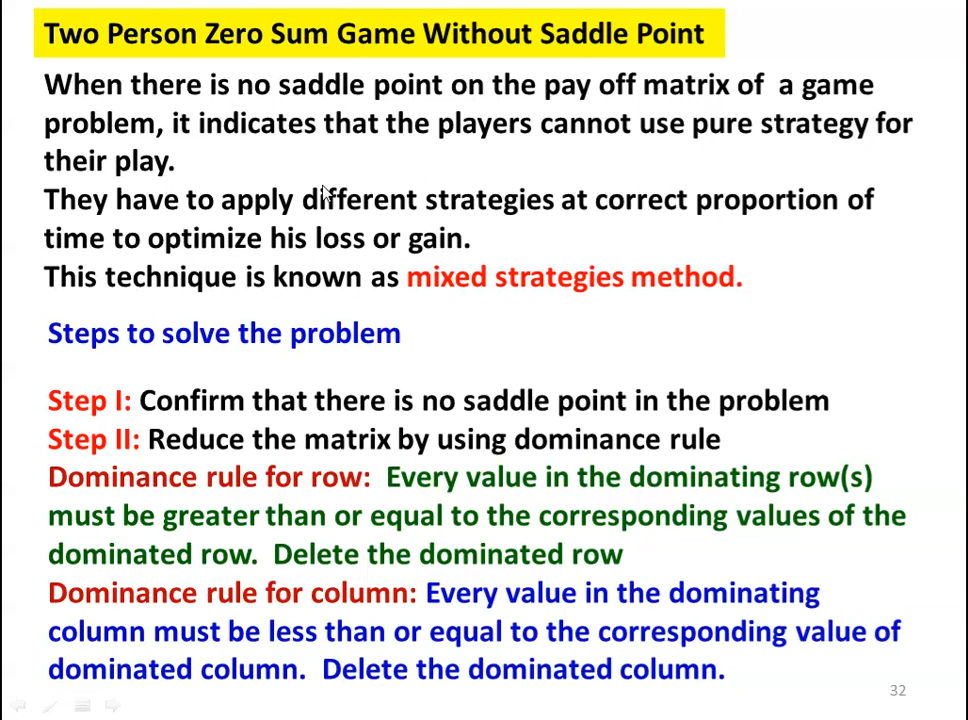 Two Person Zero Sum Game Without Saddle Point
When there is no saddle point on the pay off matrix of a game
problem, it indicates that the players cannot use pure strategy for
their play.
They have to apply different strategies at correct proportion of
time to optimize his loss or gain.
This technique is known as mixed strategies method.
Steps to solve the problem
Step I: Confirm that there is no saddle point in the problem
Step II: Reduce the matrix by using dominance rule
Dominance rule for row: Every value in the dominating row(s)
must be greater than or equal to the corresponding values of the
dominated row. Delete the dominated row
Dominance rule for column: Every value in the dominating
column must be less than or equal to the corresponding value of
dominated column. Delete the dominated column.
32